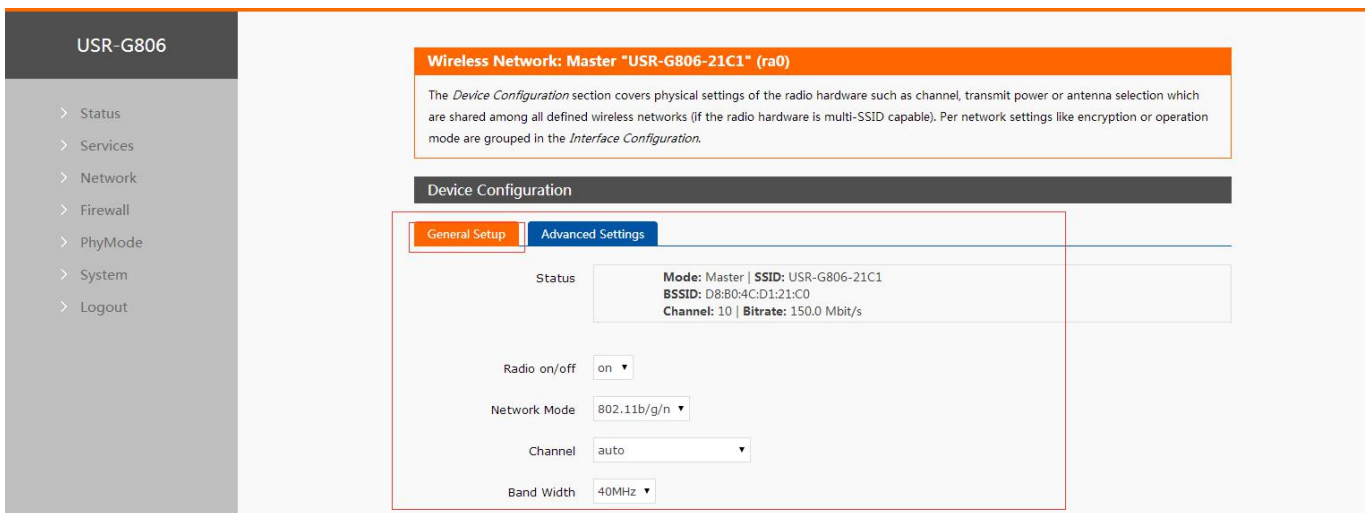 USR-G806
Status
Services
Network
Firewall
PhyMode
System
Logout
Wireless Network: Master "USR-G806-21C1" (ra0)
The Device Configuration section covers physical settings of the radio hardware such as channel, transmit power or antenna selection which
are shared among all defined wireless networks (if the radio hardware is multi-SSID capable). Per network settings like encryption or operation
mode are grouped in the Interface Configuration.
Device Configuration
General Setup Advanced Settings
Status Mode: Master | SSID: USR-G806-21C1
BSSID: D8:B0:4C:D1:21:C0
Channel: 10 | Bitrate: 150.0 Mbit/s
Radio on/off on
Network Mode 802.11b/g/n
Channel auto
Band Width 40MHz